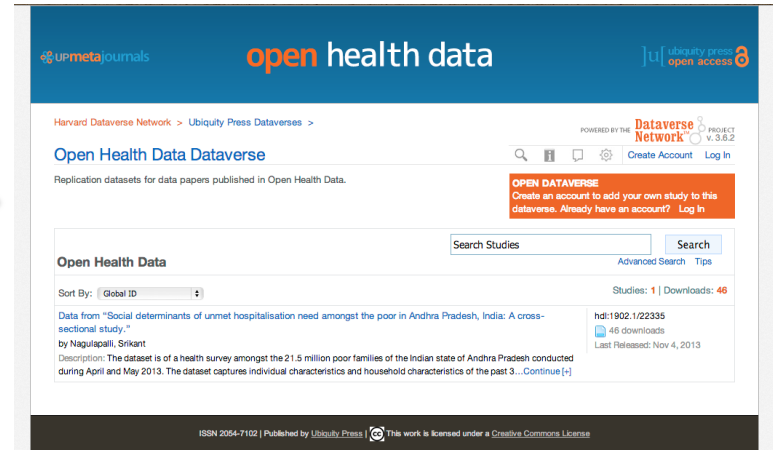 upmetajournals
open health data
]u[ ubiquity press
open access
Harvard Dataverse Network > Ubiquity Press Dataverses >
POWERED BY THE Dataverse Network™ PROJECT v. 3.6.2
Open Health Data Dataverse
Create Account Log In
Replication datasets for data papers published in Open Health Data.
OPEN DATAVERSE
Create an account to add your own study to this
dataverse. Already have an account? Log In
Search Studies Search
Open Health Data
Advanced Search Tips
Sort By: Global ID
Studies: 1 | Downloads: 46
Data from "Social determinants of unmet hospitalisation need amongst the poor in Andhra Pradesh, India: A cross-
sectional study."
by Nagulapalli, Srikant
Description: The dataset is of a health survey amongst the 21.5 million poor families of the Indian state of Andhra Pradesh conducted
during April and May 2013. The dataset captures individual characteristics and household characteristics of the past 3...Continue [+]
hdl:1902.1/22335
46 downloads
Last Released: Nov 4, 2013
ISSN 2054-7102 | Published by Ubiquity Press | cc This work is licensed under a Creative Commons License